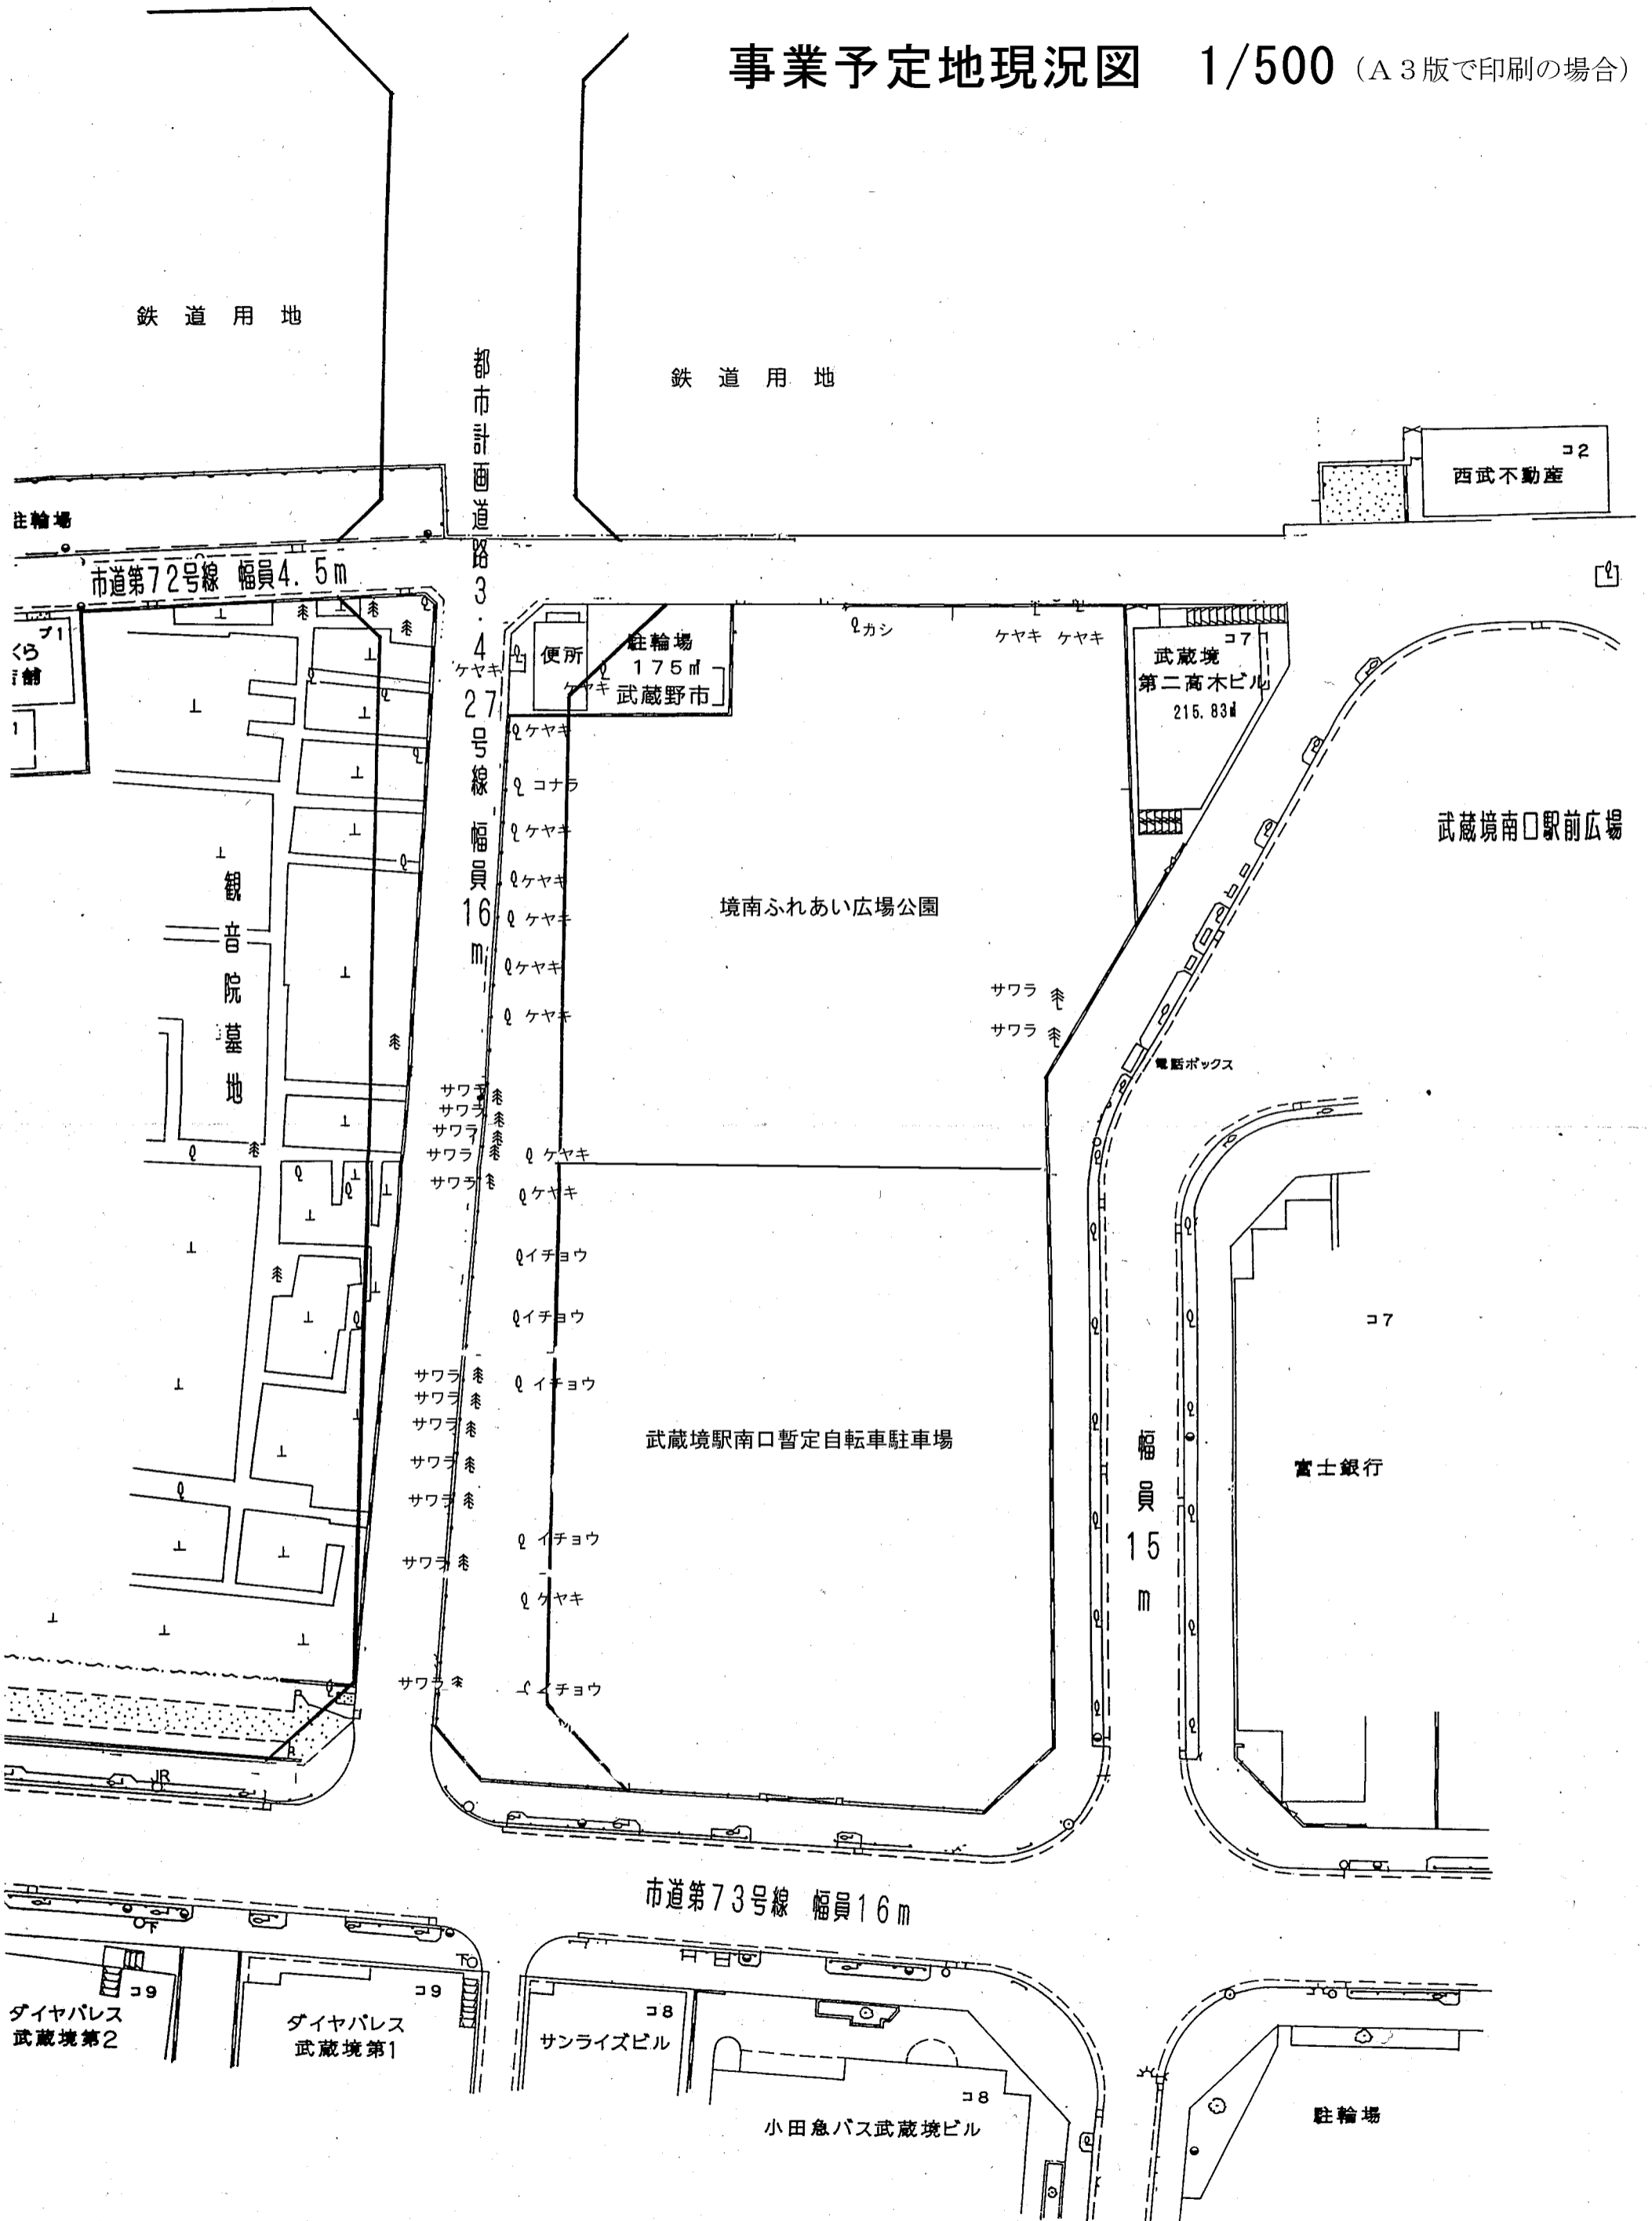 事業予定地現況図 1/500（A3版で印刷の場合）
鉄道用地
鉄道用地
都市計画道路3.4 27号線 幅員16m
コ2
西武不動産
駐輪場
市道第72号線 幅員4.5m
カシ
ケヤキ ケヤキ
便所
駐輪場
175㎡
武蔵野市
ケヤキ
ケヤキ
コ7
武蔵境
第二高木ビル
215.83㎡
武蔵境南口駅前広場
観音院墓地
ケヤキ
コナラ
ケヤキ
ケヤキ
ケヤキ
ケヤキ
ケヤキ
境南ふれあい広場公園
サワラ
サワラ
電話ボックス
サワラ
サワラ
サワラ
サワラ
サワラ
ケヤキ
ケヤキ
イチョウ
イチョウ
イチョウ
サワラ
サワラ
サワラ
サワラ
サワラ
サワラ
サワラ
イチョウ
ケヤキ
イチョウ
武蔵境駅南口暫定自転車駐車場
幅員15m
コ7
富士銀行
市道第73号線 幅員16m
コ9
ダイヤパレス
武蔵境第2
コ9
ダイヤパレス
武蔵境第1
コ8
サンライズビル
コ8
小田急バス武蔵境ビル
駐輪場